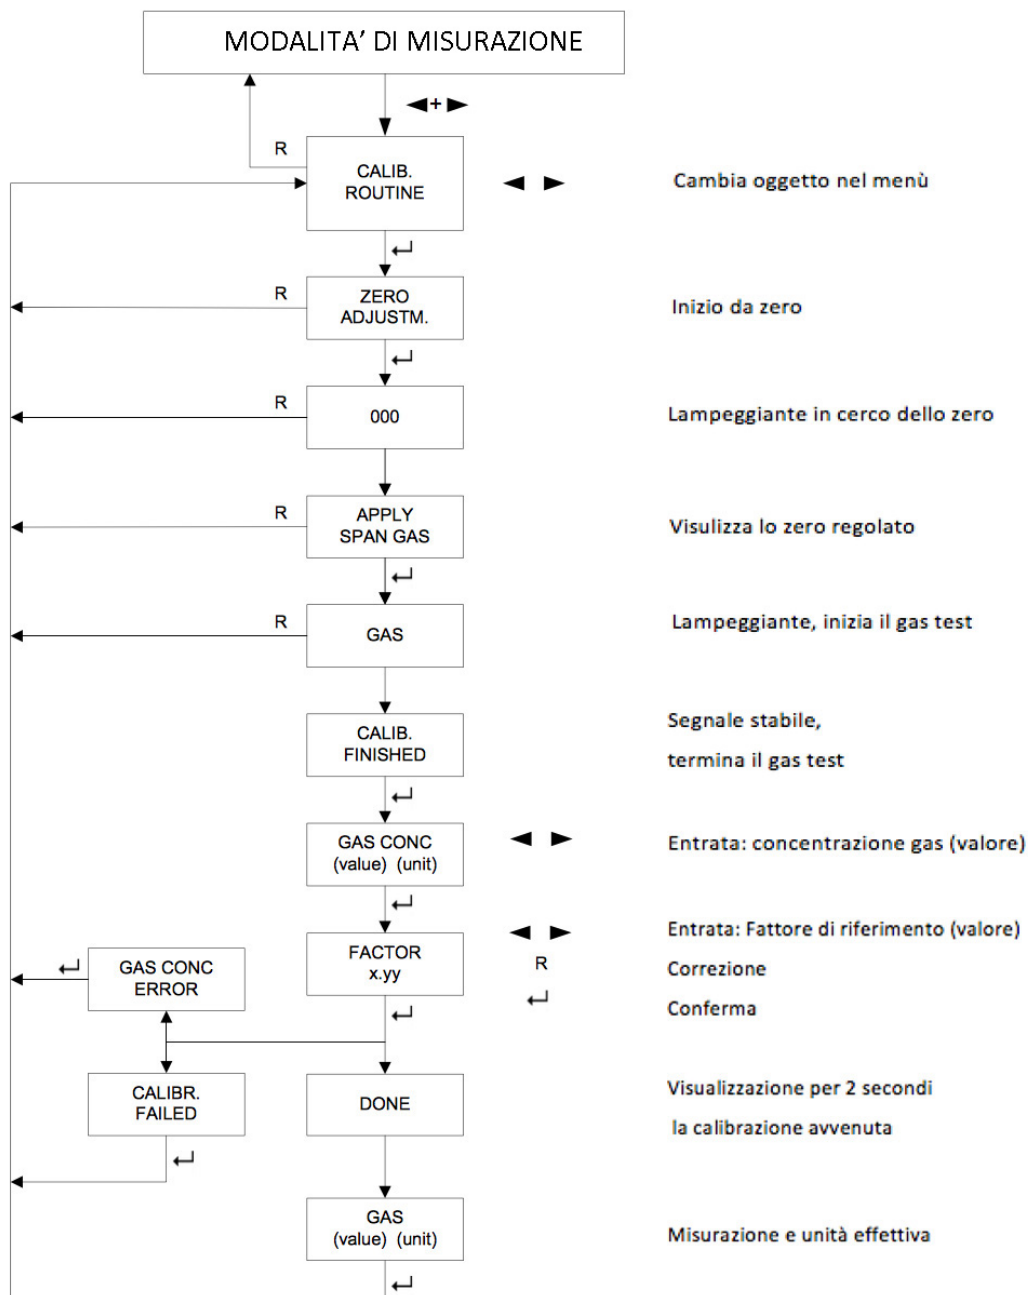 MODALITA’ DI MISURAZIONE
+
R
CALIB.
ROUTINE
Cambia oggetto nel menù
R
ZERO
ADJUSTM.
Inizio da zero
R
000
Lampeggiante in cerco dello zero
R
APPLY
SPAN GAS
Visulizza lo zero regolato
R
GAS
Lampeggiante, inizia il gas test
CALIB.
FINISHED
Segnale stabile,
termina il gas test
GAS CONC
(value) (unit)
Entrata: concentrazione gas (valore)
FACTOR
x.yy
Entrata: Fattore di riferimento (valore)
R
Correzione
Conferma
GAS CONC
ERROR
CALIBR.
FAILED
DONE
Visualizzazione per 2 secondi
la calibrazione avvenuta
GAS
(value) (unit)
Misurazione e unità effettiva